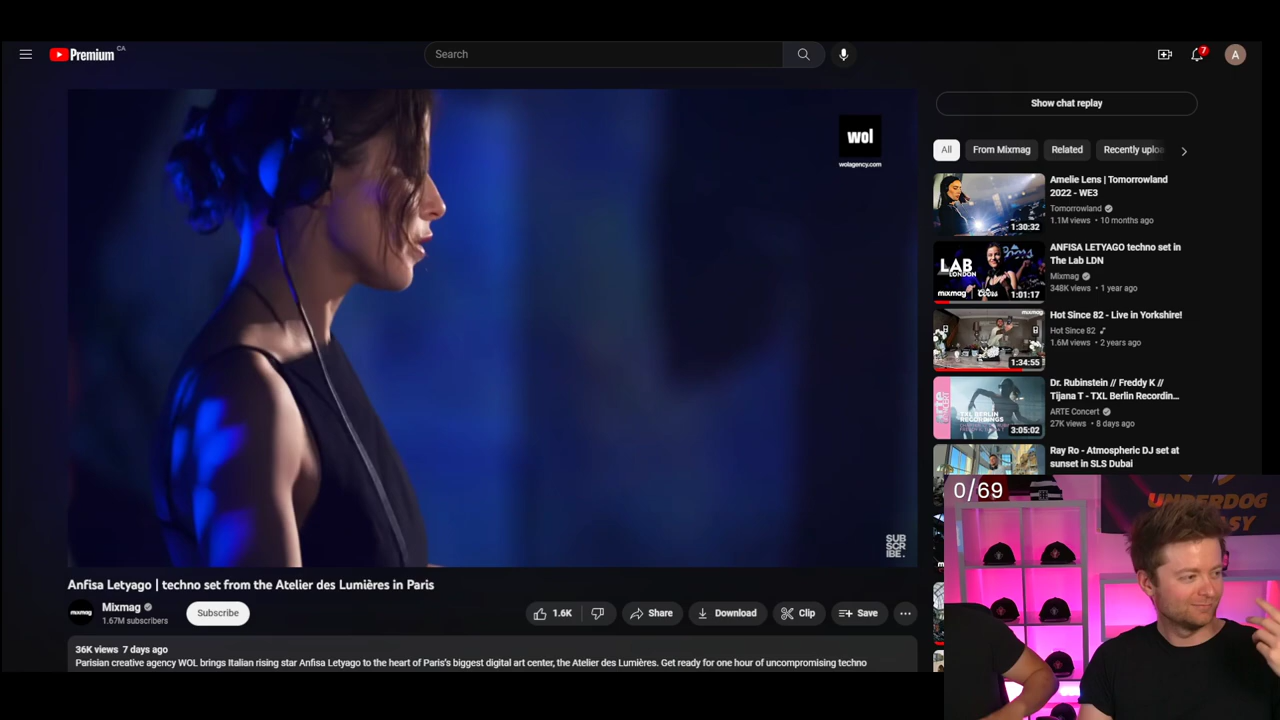 Premium CA
Search
7
A
wol
wolagency.com
SUB
SCR
IBE.
Anfisa Letyago | techno set from the Atelier des Lumières in Paris
mixmag
Mixmag
1.67M subscribers
Subscribe
1.6K
Share
Download
Clip
Save
36K views 7 days ago
Parisian creative agency WOL brings Italian rising star Anfisa Letyago to the heart of Paris's biggest digital art center, the Atelier des Lumières. Get ready for one hour of uncompromising techno
Show chat replay
All
From Mixmag
Related
Recently uploa
1:30:32
Amelie Lens | Tomorrowland
2022 - WE3
Tomorrowland
1.1M views • 10 months ago
LAB
LONDON
mixmag
1:01:17
ANFISA LETYAGO techno set in
The Lab LDN
Mixmag
348K views • 1 year ago
mixmag
1:34:55
Hot Since 82 - Live in Yorkshire!
Hot Since 82
1.6M views • 2 years ago
TXL BERLIN
RECORDINGS
3:05:02
Dr. Rubinstein // Freddy K //
Tijana T - TXL Berlin Recordin...
ARTE Concert
27K views • 8 days ago
Ray Ro - Atmospheric DJ set at
sunset in SLS Dubai
0/69
UNDERDOG